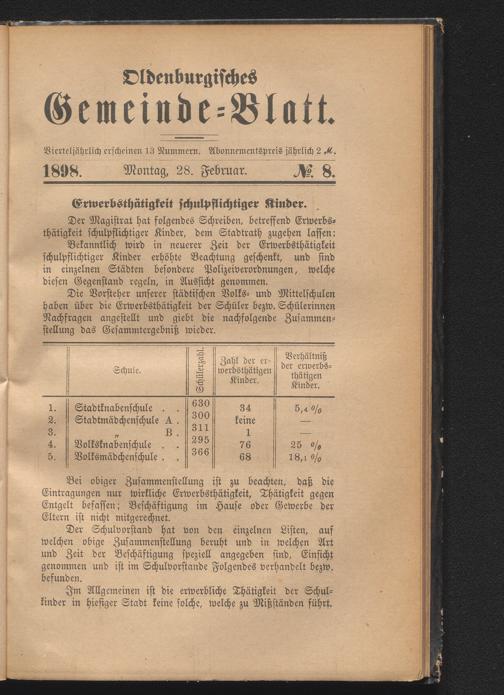 Oldenburgisches
Gemeinde=Blatt.
Vierteljährlich erscheinen 13 Nummern. Abonnementspreis jährlich 2 ℳ.
1898. Montag, 28. Februar. № 8.
Erwerbsthätigkeit schulpflichtiger Kinder.
Der Magistrat hat folgendes Schreiben, betreffend Erwerbs=
thätigkeit schulpflichtiger Kinder, dem Stadtrath zugehen lassen:
Bekanntlich wird in neuerer Zeit der Erwerbsthätigkeit
schulpflichtiger Kinder erhöhte Beachtung geschenkt, und sind
in einzelnen Städten besondere Polizeiverordnungen, welche
diesen Gegenstand regeln, in Aussicht genommen.
Die Vorsteher unserer städtischen Volks= und Mittelschulen
haben über die Erwerbsthätigkeit der Schüler bezw. Schülerinnen
Nachfragen angestellt und giebt die nachfolgende Zusammen=
stellung das Gesammtergebniß wieder.
Schule. Schülerzahl. Zahl der er=
werbsthätigen
Kinder. Verhältniß
der erwerbs=
thätigen
Kinder.
1. Stadtknabenschule . . 630 34 5,4 %
2. Stadtmädchenschule A . 300 keine —
3. „ B . 311 1 —
4. Volksknabenschule . . 295 76 25 %
5. Volksmädchenschule . . 366 68 18,1 %
Bei obiger Zusammenstellung ist zu beachten, daß die
Eintragungen nur wirkliche Erwerbsthätigkeit, Thätigkeit gegen
Entgelt befassen; Beschäftigung im Hause oder Gewerbe der
Eltern ist nicht mitgerechnet.
Der Schulvorstand hat von den einzelnen Listen, auf
welchen obige Zusammenstellung beruht und in welchen Art
und Zeit der Beschäftigung speziell angegeben sind, Einsicht
genommen und ist im Schulvorstande Folgendes verhandelt bezw.
befunden.
Im Allgemeinen ist die erwerbliche Thätigkeit der Schul=
kinder in hiesiger Stadt keine solche, welche zu Mißständen führt.